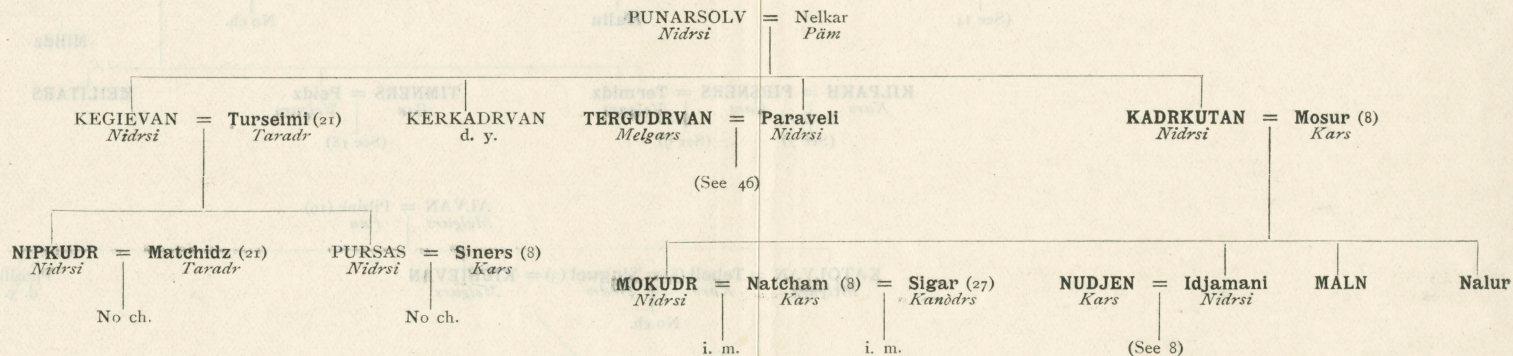 PUNARSOLV = Nelkar
Nidrsi Päm
KEGIEVAN = Turseimi (21) KERKADRVAN TERGUDRVAN = Paraveli KADRKUTAN = Mosur (8)
Nidrsi Taradr d. y. Melgars Nidrsi Nidrsi Kars
(See 46)
NIPKUDR = Matchidz (21) PURSAS = Siners (8)
Nidrsi Taradr Nidrsi Kars
MOKUDR = Natcham (8) = Sigar (27) NUDJEN = Idjamani MALN Nalur
Nidrsi Kars Kanòdrs Kars Nidrsi
No ch. No ch.
i. m. i. m. (See 8)